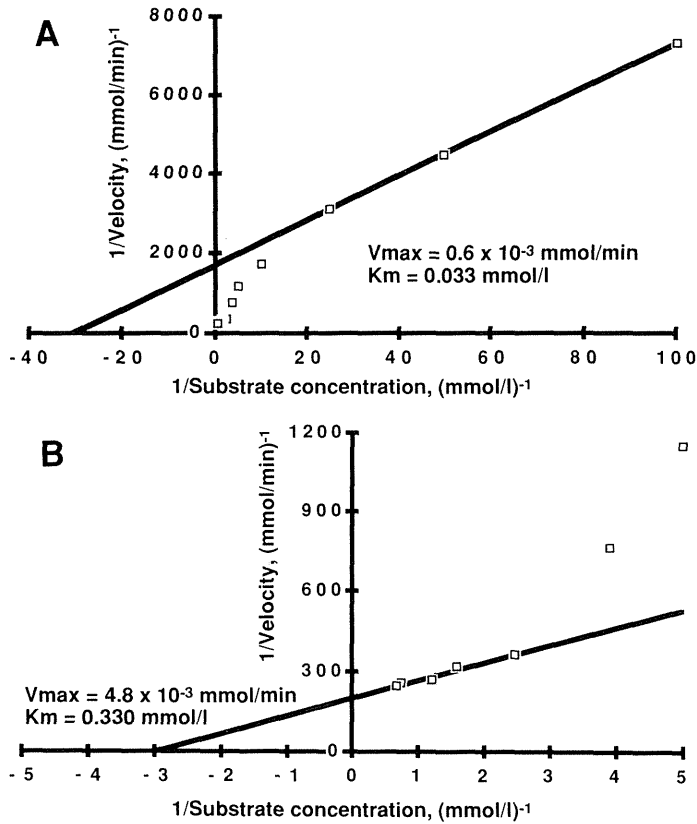 A
8000
6000
4000
2000
0
1/Velocity, (mmol/min)-1
Vmax = 0.6 x 10-3 mmol/min
Km = 0.033 mmol/l
-40 -20 0 20 40 60 80 100
1/Substrate concentration, (mmol/l)-1
B
1200
900
600
300
0
1/Velocity, (mmol/min)-1
Vmax = 4.8 x 10-3 mmol/min
Km = 0.330 mmol/l
-5 -4 -3 -2 -1 0 1 2 3 4 5
1/Substrate concentration, (mmol/l)-1